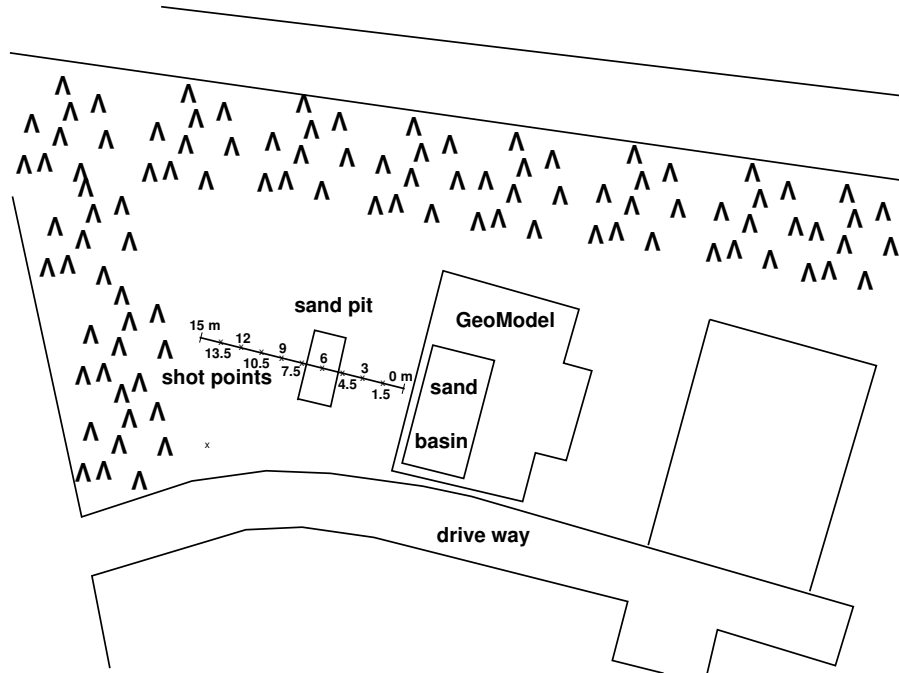 sand pit
GeoModel
15 m
12
9
6
3
0 m
13.5
10.5
7.5
4.5
1.5
shot points
sand
basin
drive way